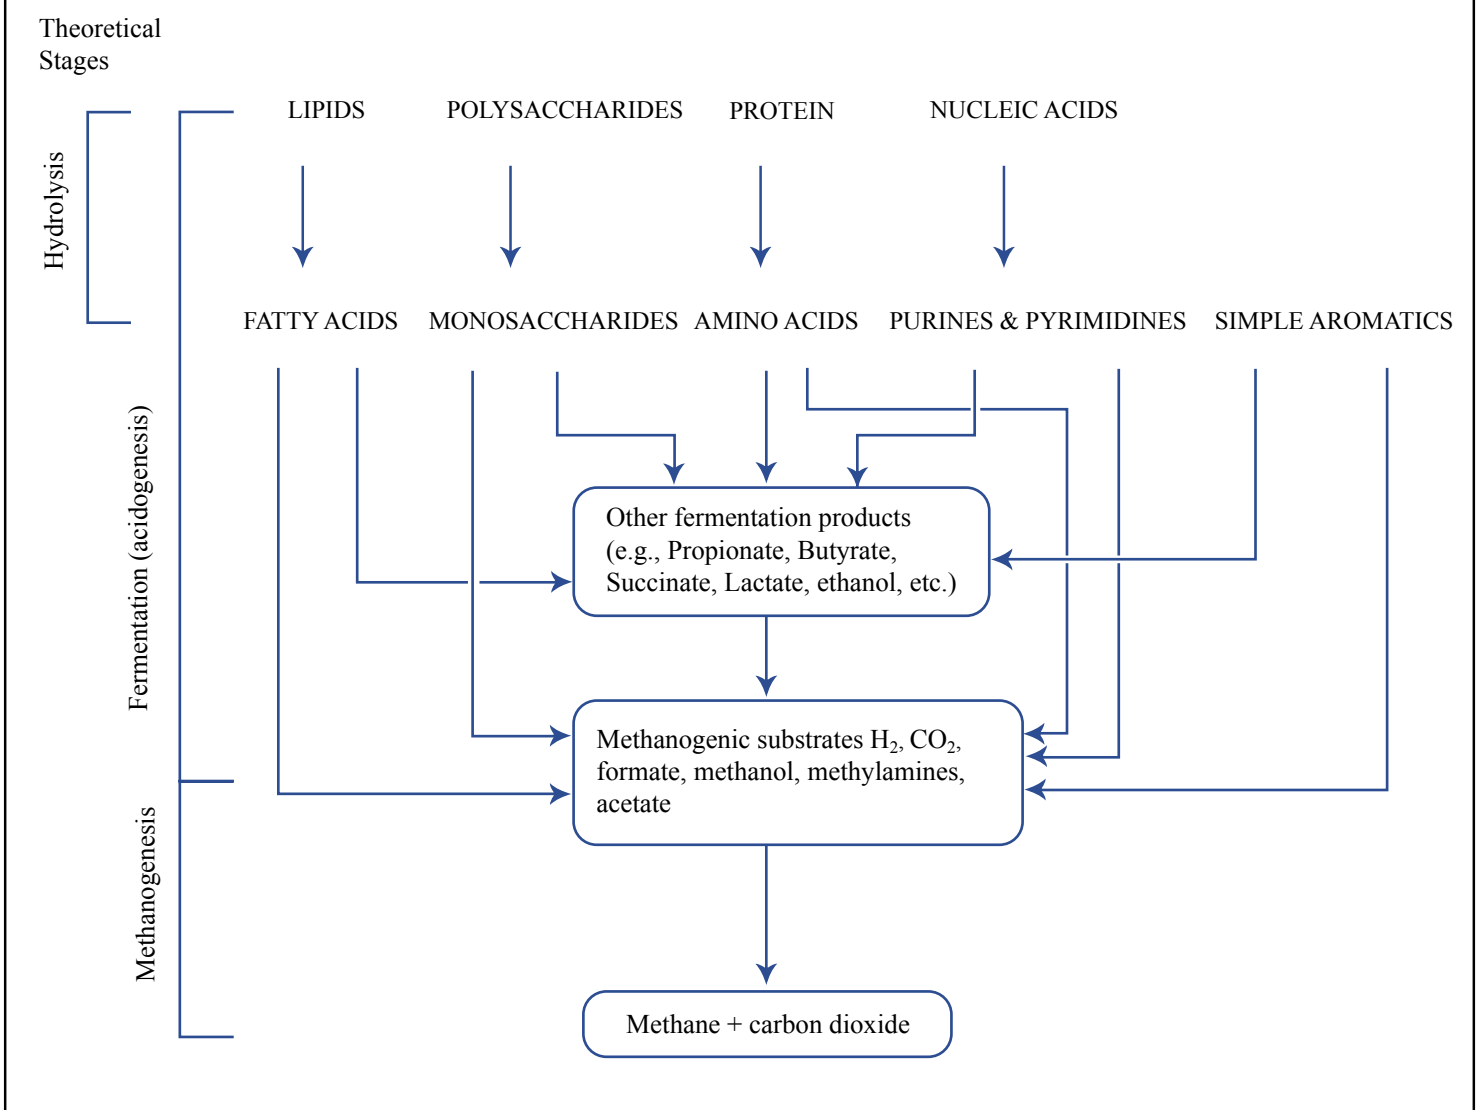 Theoretical
Stages
LIPIDS POLYSACCHARIDES PROTEIN NUCLEIC ACIDS
Hydrolysis
FATTY ACIDS MONOSACCHARIDES AMINO ACIDS PURINES & PYRIMIDINES SIMPLE AROMATICS
Fermentation (acidogenesis)
Other fermentation products
(e.g., Propionate, Butyrate,
Succinate, Lactate, ethanol, etc.)
Methanogenic substrates H₂, CO₂,
formate, methanol, methylamines,
acetate
Methanogenesis
Methane + carbon dioxide